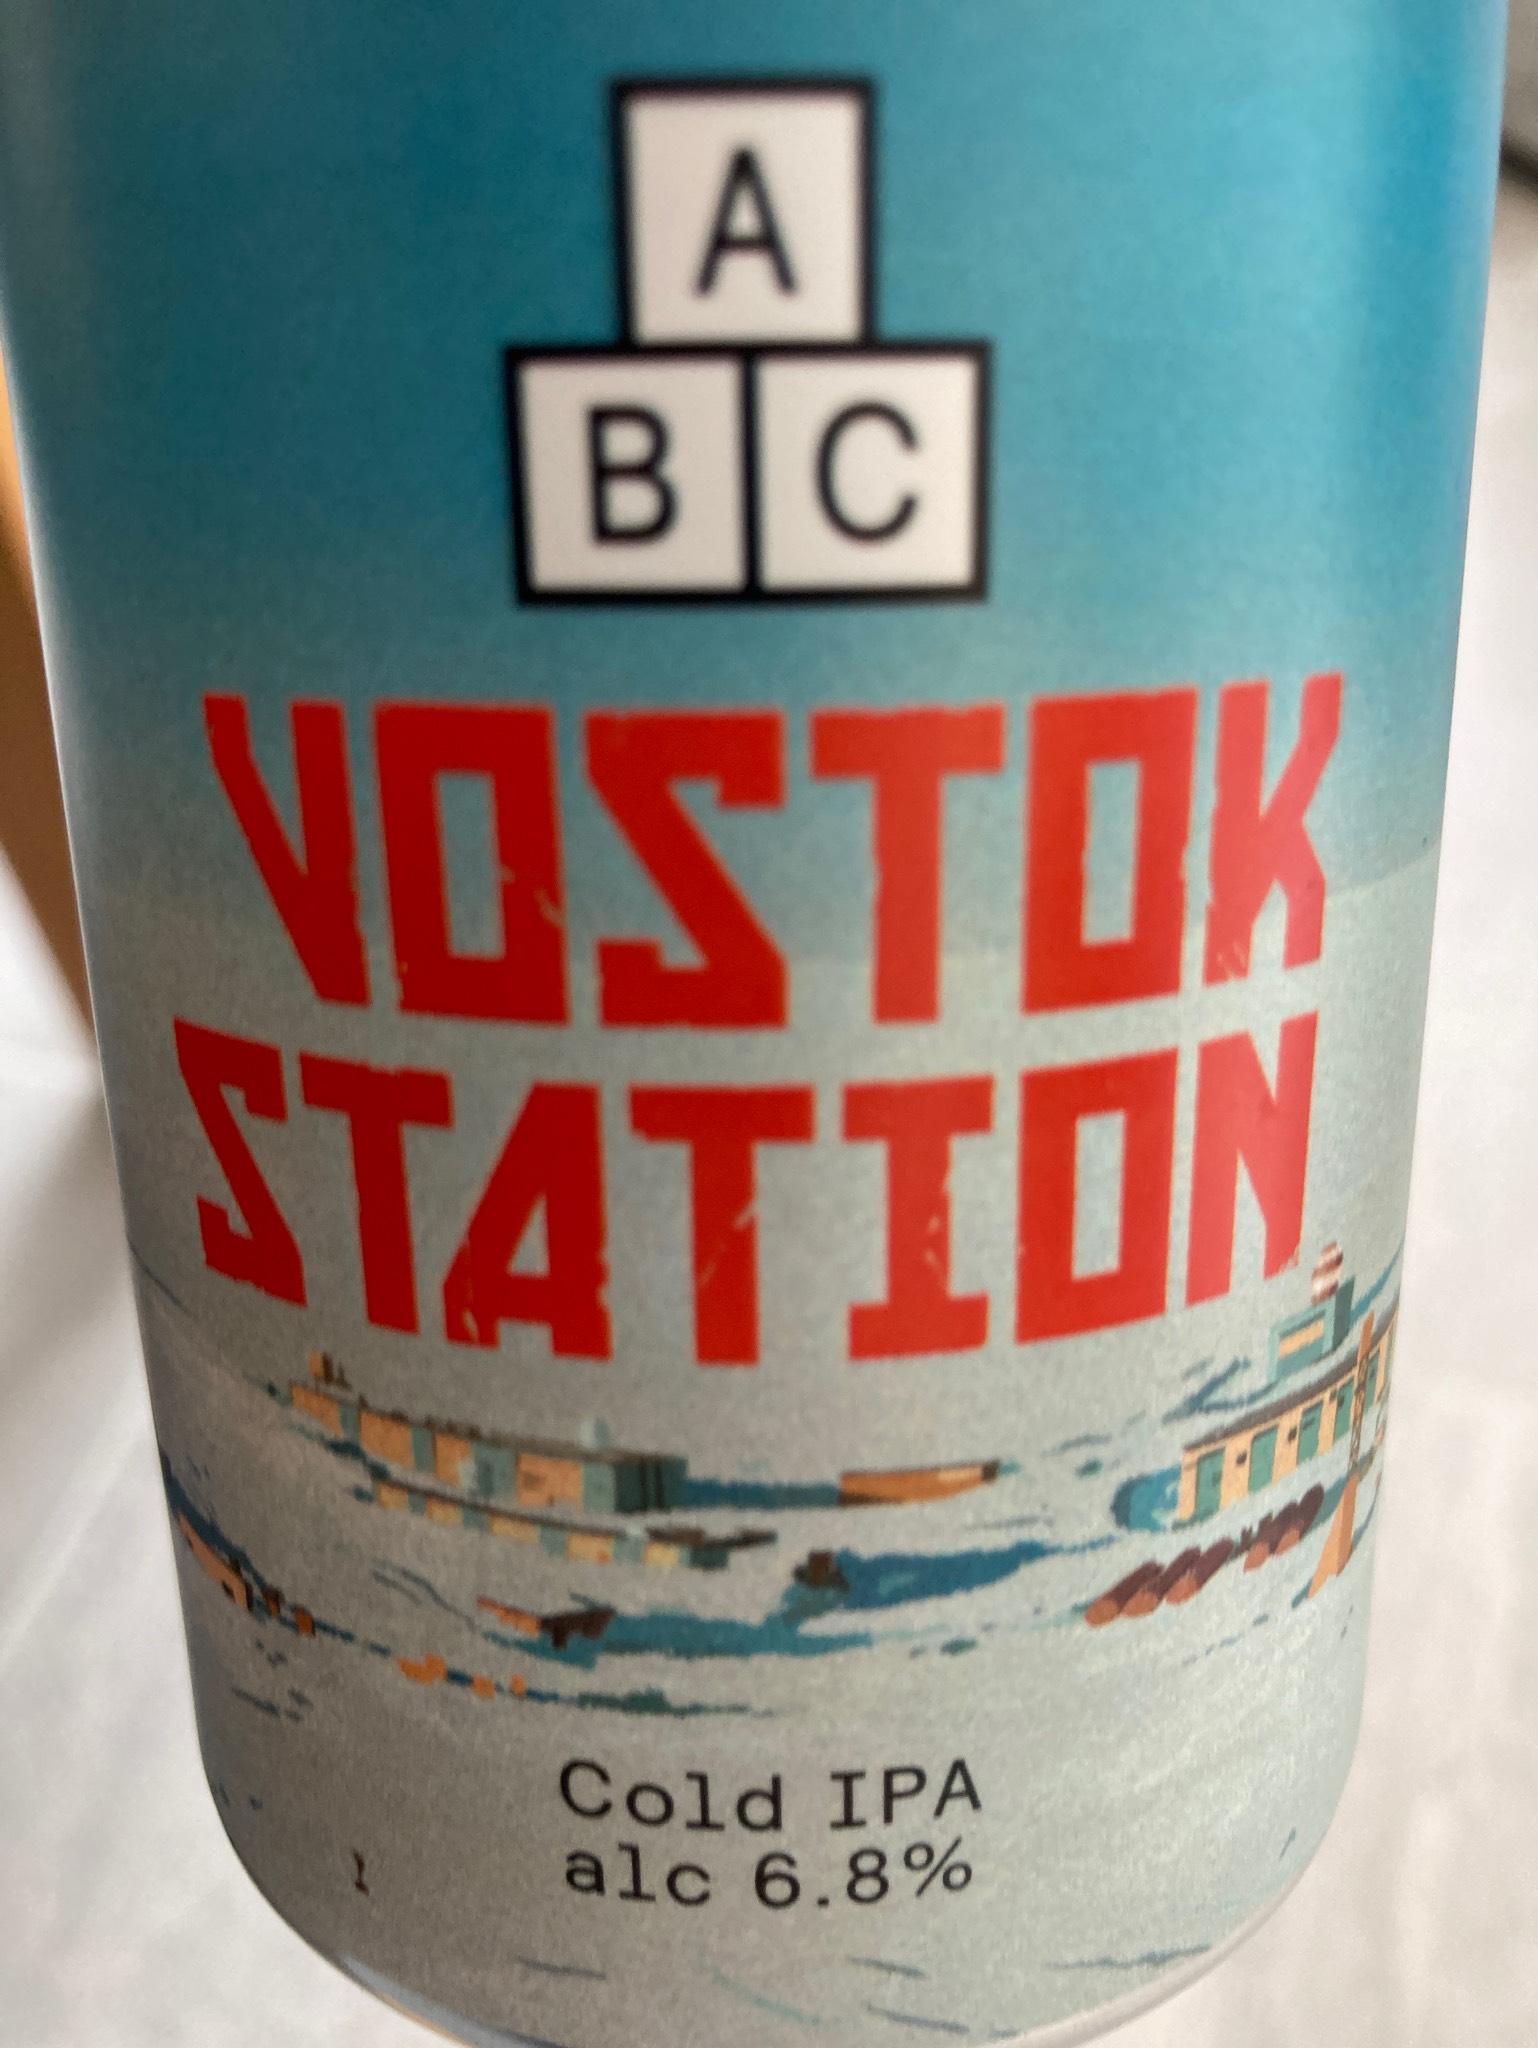 A
B C
VOSTOK
STATION
Cold IPA
alc 6.8%